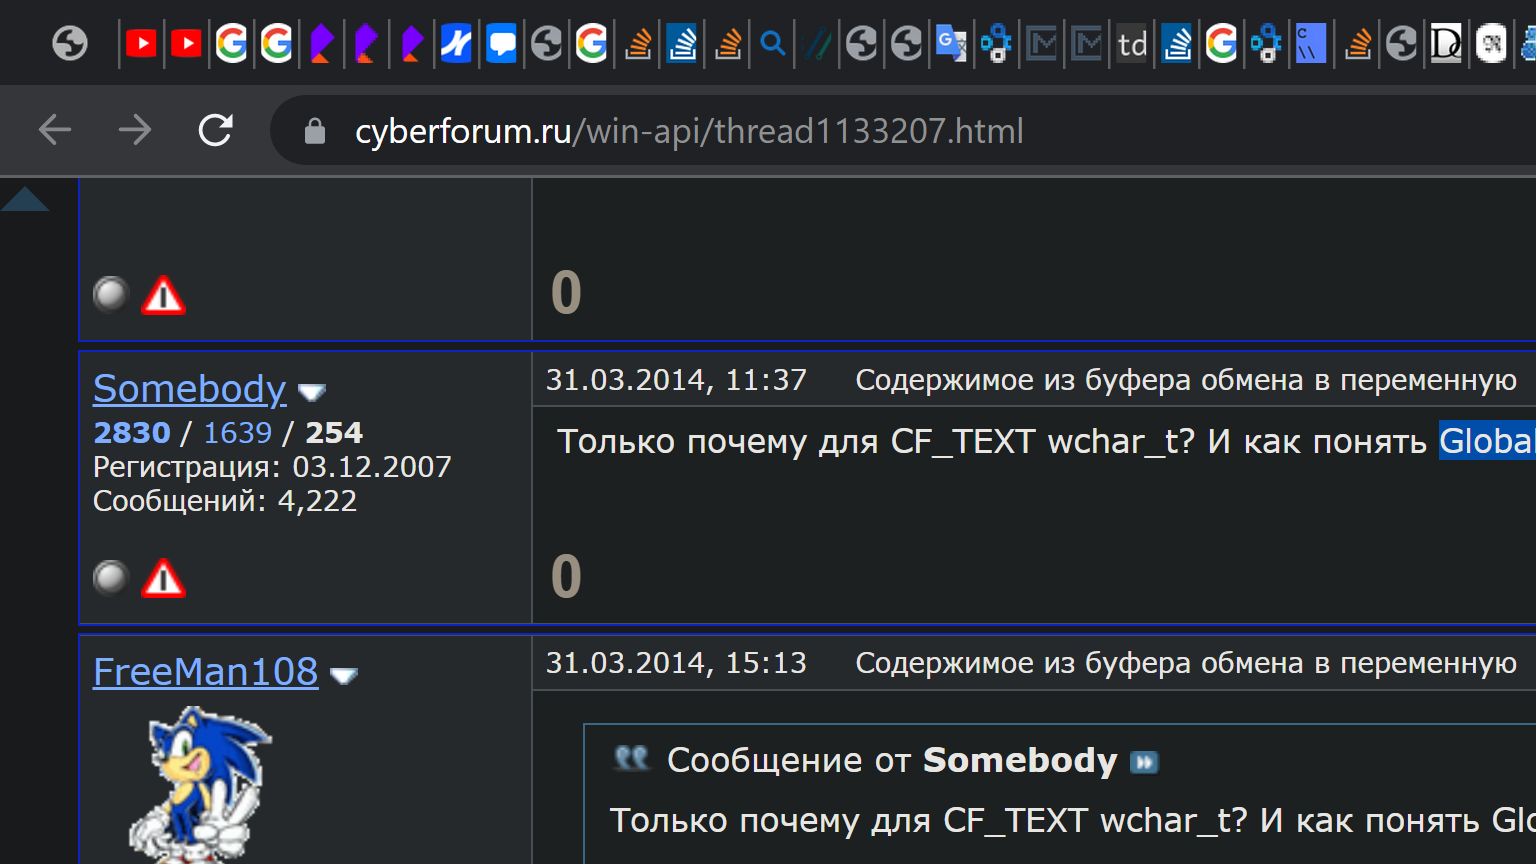 td
C
\\
cyberforum.ru/win-api/thread1133207.html
0
Somebody
31.03.2014, 11:37 Содержимое из буфера обмена в переменную
2830 / 1639 / 254
Только почему для CF_TEXT wchar_t? И как понять Global
Регистрация: 03.12.2007
Сообщений: 4,222
0
FreeMan108
31.03.2014, 15:13 Содержимое из буфера обмена в переменную
Сообщение от Somebody
Только почему для CF_TEXT wchar_t? И как понять Glo